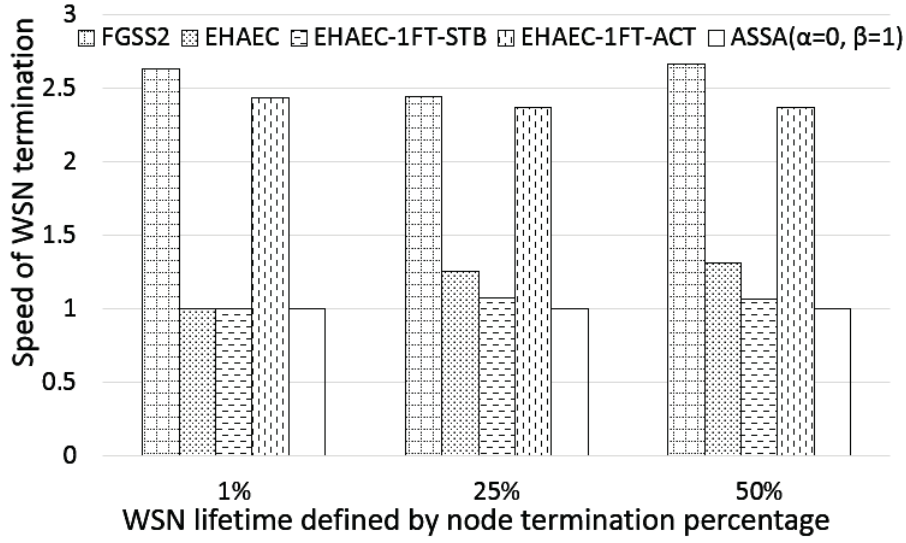 3
FGSS2 EHAEC EHAEC-1FT-STB EHAEC-1FT-ACT ASSA(α=0, β=1)
2.5
2
1.5
1
0.5
0
Speed of WSN termination
1% 25% 50%
WSN lifetime defined by node termination percentage